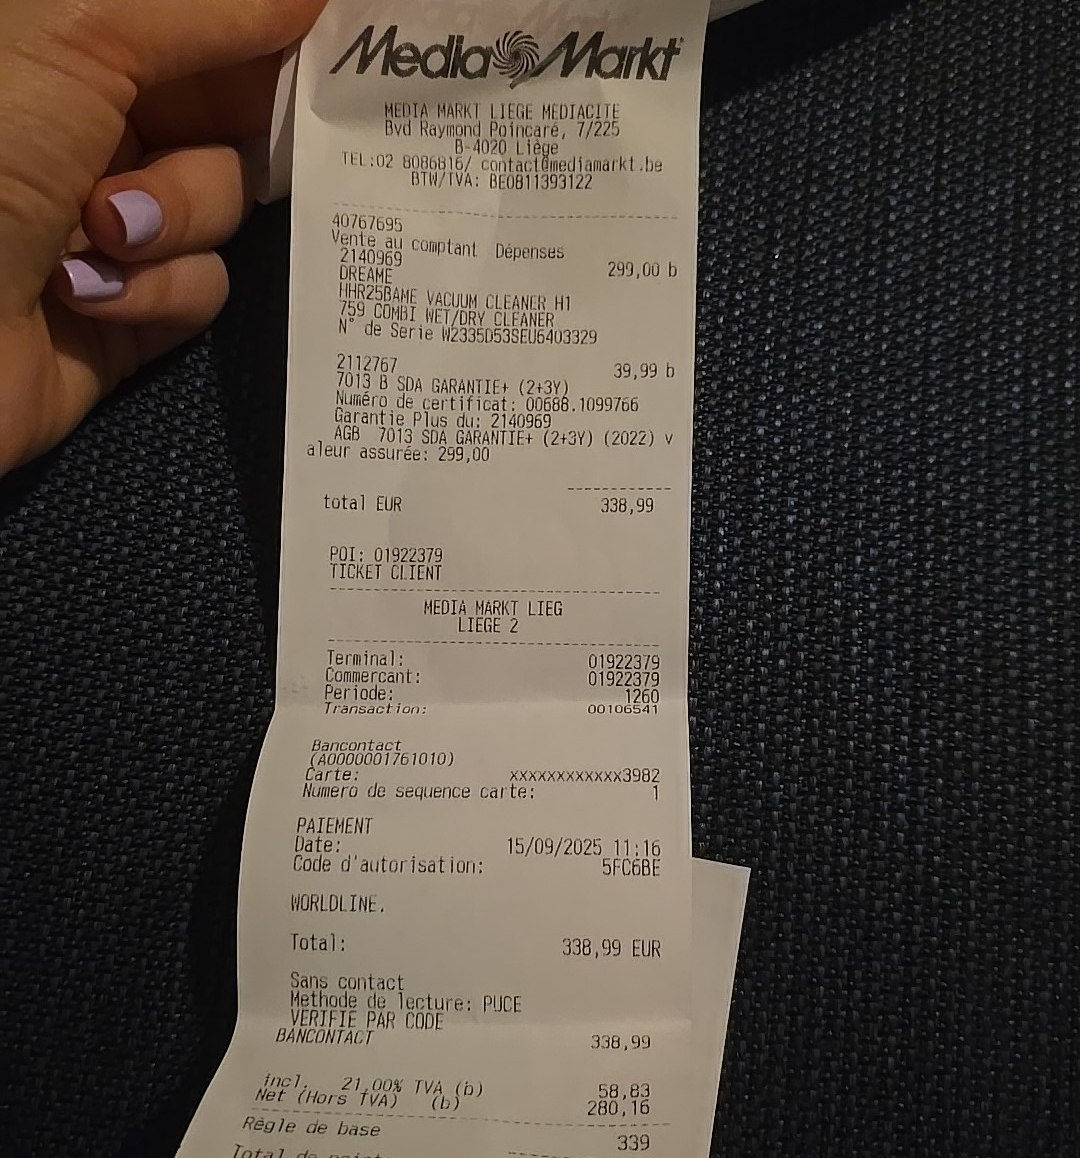 Media Markt
MEDIA MARKT LIEGE MEDIACITE
Bvd Raymond Poincaré, 7/225
B-4020 Liège
TEL:02 8086816/ contact@mediamarkt.be
BTW/TVA: BE0811393122
40767695
Vente au comptant Dépenses
2140969 299,00 b
DREAME
HHR25BAME VACUUM CLEANER H1
759 COMBI WET/DRY CLEANER
N° de Serie W2335D53SEU6403329
2112767 39,99 b
7013 B SDA GARANTIE+ (2+3Y)
Numéro de certificat: 00688.1099766
Garantie Plus du: 2140969
AGB 7013 SDA GARANTIE+ (2+3Y) (2022) v
aleur assurée: 299,00
total EUR 338,99
POI: 01922379
TICKET CLIENT
MEDIA MARKT LIEG
LIEGE 2
Terminal: 01922379
Commercant: 01922379
Periode: 1260
Transaction: 00106541
Bancontact
(A0000001761010)
Carte: xxxxxxxxxxxx3982
Numero de sequence carte: 1
PAIEMENT
Date: 15/09/2025 11:16
Code d'autorisation: 5FC6BE
WORLDLINE.
Total: 338,99 EUR
Sans contact
Methode de lecture: PUCE
VERIFIE PAR CODE
BANCONTACT 338,99
incl. 21,00% TVA (b) 58,83
Net (Hors TVA) (b) 280,16
Règle de base 339
Total de